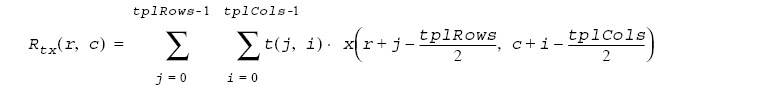 R_tx(r, c) = ∑_{j = 0}^{tplRows-1} ∑_{i = 0}^{tplCols-1} t(j, i) · x(r + j − tplRows/2, c + i − tplCols/2)